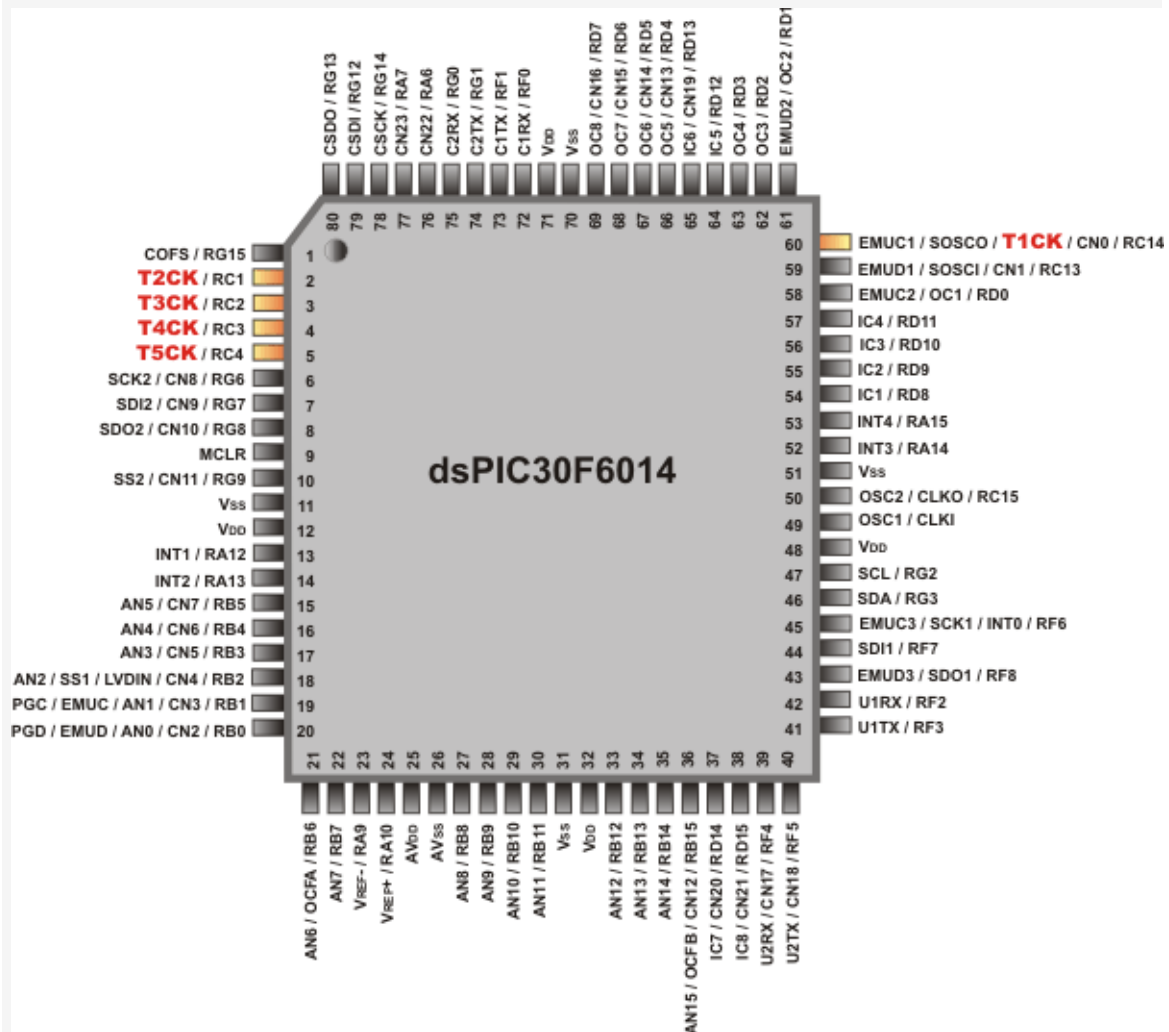 CSDO / RG13
CSDI / RG12
CSCK / RG14
CN23 / RA7
CN22 / RA6
C2RX / RG0
C2TX / RG1
C1TX / RF1
C1RX / RF0
VDD
VSS
OC8 / CN16 / RD7
OC7 / CN15 / RD6
OC6 / CN14 / RD5
OC5 / CN13 / RD4
IC6 / CN19 / RD13
IC5 / RD12
OC4 / RD3
OC3 / RD2
EMUD2 / OC2 / RD1
80
79
78
77
76
75
74
73
72
71
70
69
68
67
66
65
64
63
62
61
COFS / RG15 1
T2CK / RC1 2
T3CK / RC2 3
T4CK / RC3 4
T5CK / RC4 5
SCK2 / CN8 / RG6 6
SDI2 / CN9 / RG7 7
SDO2 / CN10 / RG8 8
MCLR 9
SS2 / CN11 / RG9 10
VSS 11
VDD 12
INT1 / RA12 13
INT2 / RA13 14
AN5 / CN7 / RB5 15
AN4 / CN6 / RB4 16
AN3 / CN5 / RB3 17
AN2 / SS1 / LVDIN / CN4 / RB2 18
PGC / EMUC / AN1 / CN3 / RB1 19
PGD / EMUD / AN0 / CN2 / RB0 20
dsPIC30F6014
60 EMUC1 / SOSCO / T1CK / CN0 / RC14
59 EMUD1 / SOSCI / CN1 / RC13
58 EMUC2 / OC1 / RD0
57 IC4 / RD11
56 IC3 / RD10
55 IC2 / RD9
54 IC1 / RD8
53 INT4 / RA15
52 INT3 / RA14
51 VSS
50 OSC2 / CLKO / RC15
49 OSC1 / CLKI
48 VDD
47 SCL / RG2
46 SDA / RG3
45 EMUC3 / SCK1 / INT0 / RF6
44 SDI1 / RF7
43 EMUD3 / SDO1 / RF8
42 U1RX / RF2
41 U1TX / RF3
21
22
23
24
25
26
27
28
29
30
31
32
33
34
35
36
37
38
39
40
AN6 / OCFA / RB6
AN7 / RB7
VREF- / RA9
VREF+ / RA10
AVDD
AVSS
AN8 / RB8
AN9 / RB9
AN10 / RB10
AN11 / RB11
VSS
VDD
AN12 / RB12
AN13 / RB13
AN14 / RB14
AN15 / OCFB / CN12 / RB15
IC7 / CN20 / RD14
IC8 / CN21 / RD15
U2RX / CN17 / RF4
U2TX / CN18 / RF5